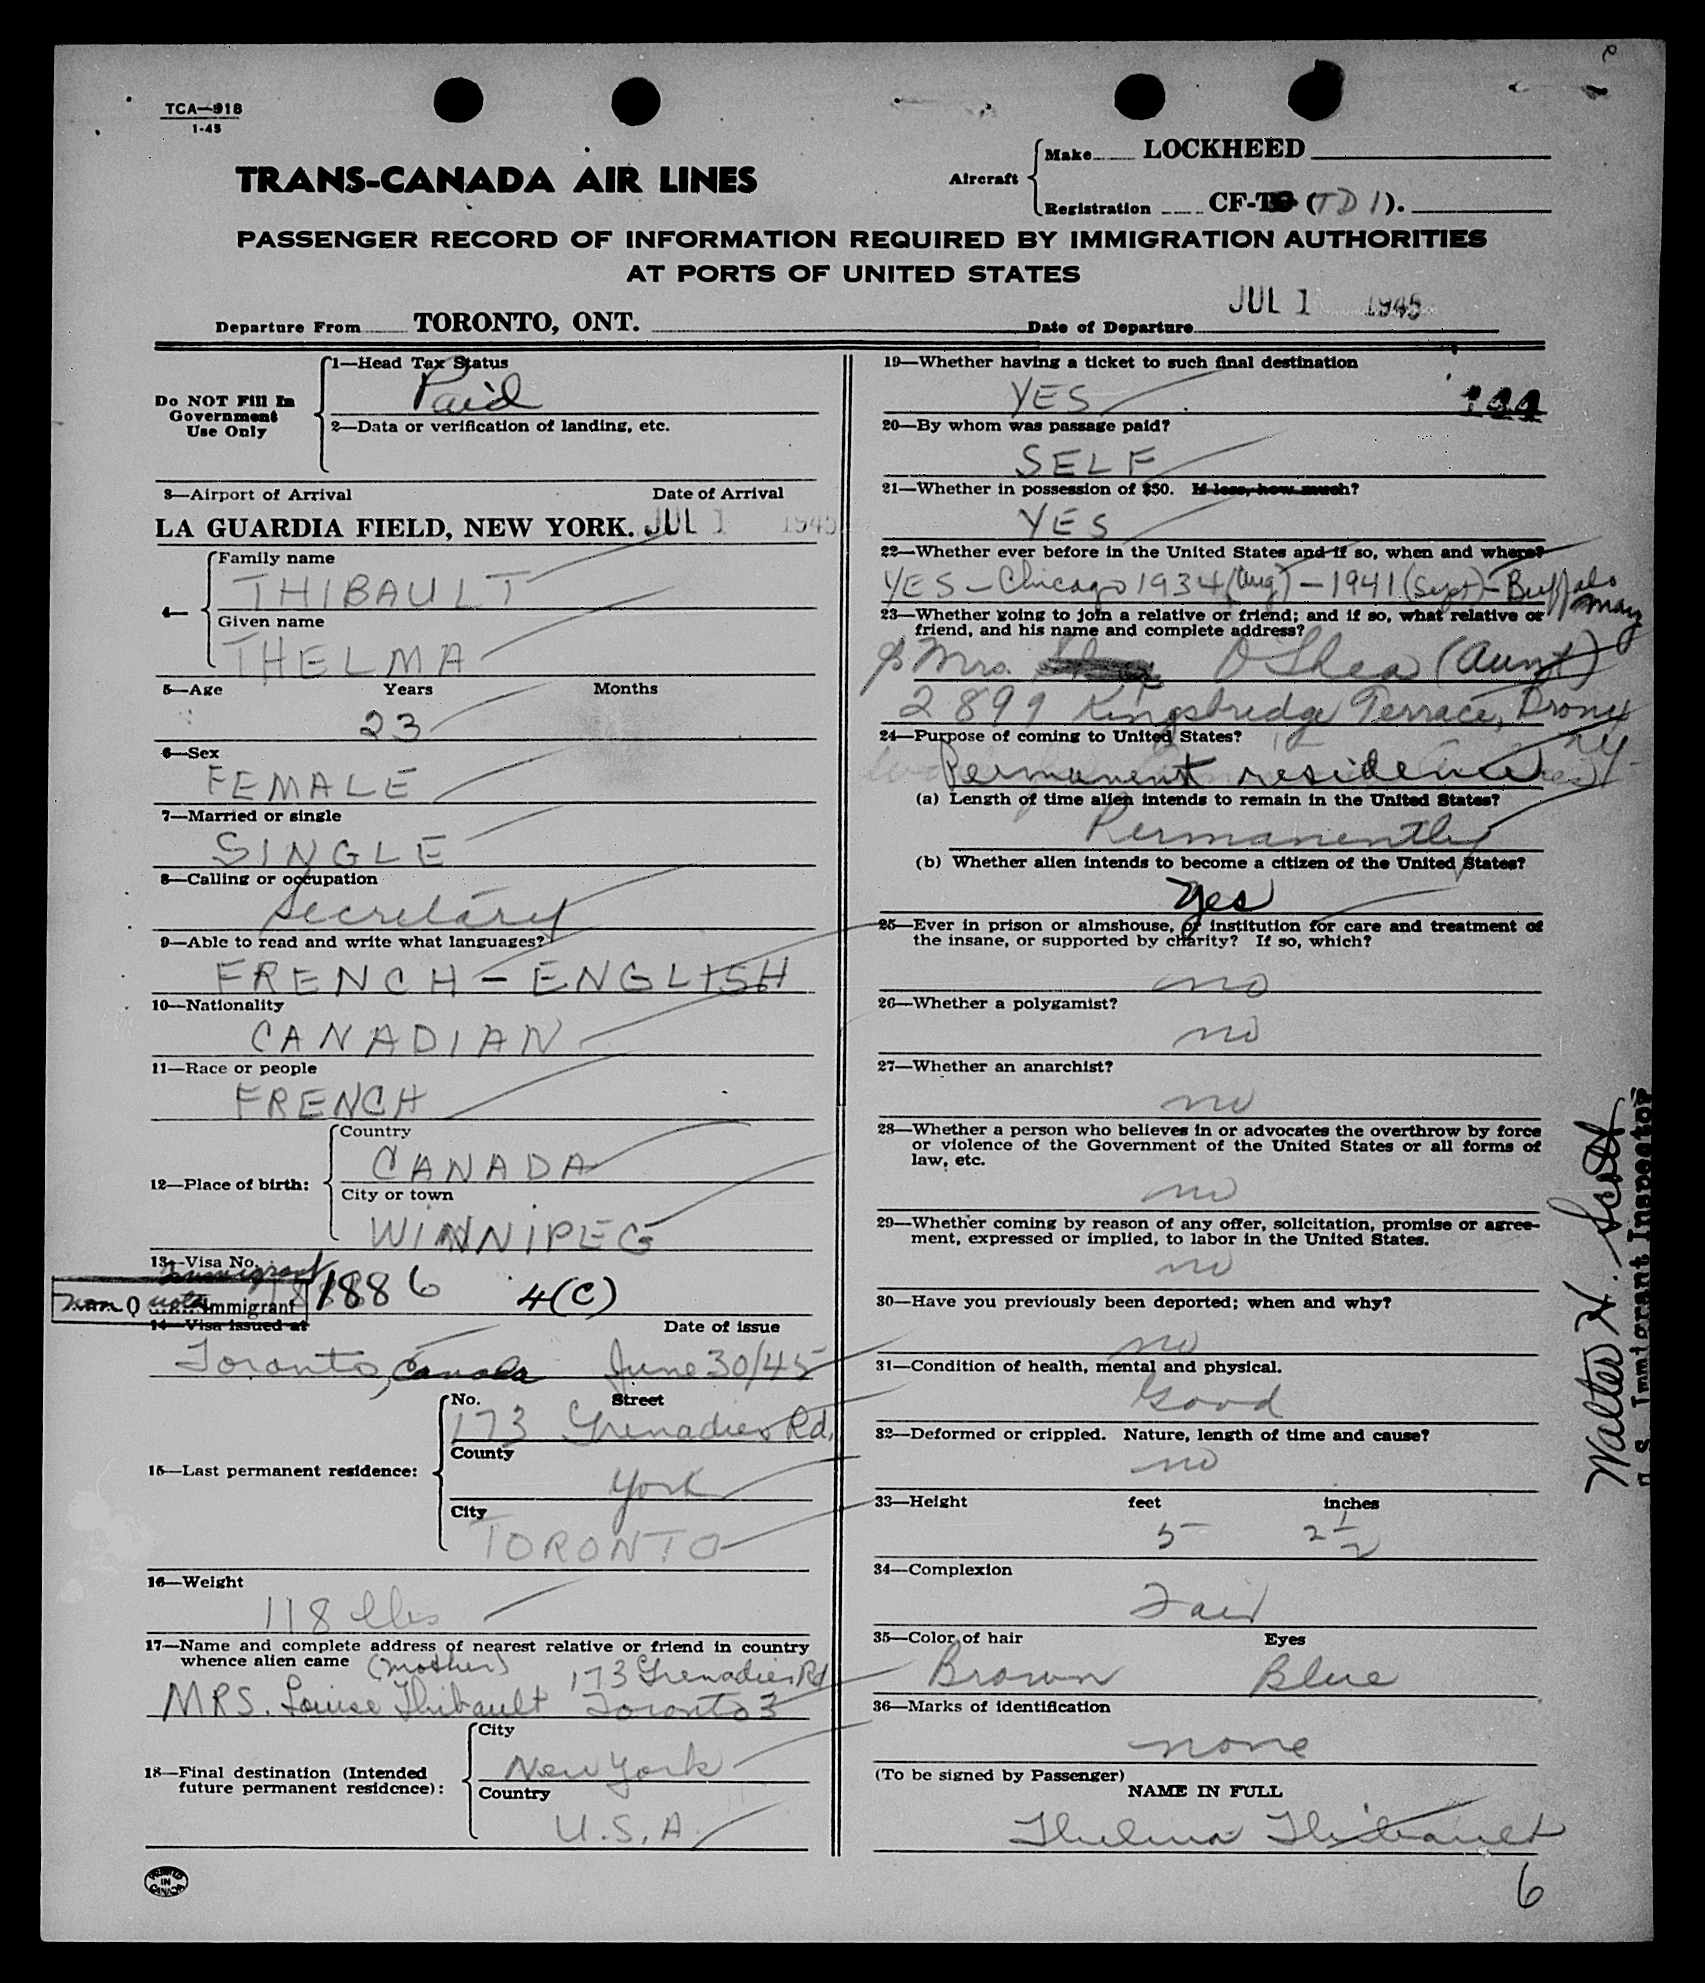 TCA—918
1-45
TRANS-CANADA AIR LINES
Aircraft
Make LOCKHEED
Registration CF-T (TD1).
PASSENGER RECORD OF INFORMATION REQUIRED BY IMMIGRATION AUTHORITIES
AT PORTS OF UNITED STATES
Departure From TORONTO, ONT. Date of Departure JUL 1 1945
Do NOT Fill In
Government
Use Only
1—Head Tax Status
Paid
2—Data or verification of landing, etc.
3—Airport of Arrival Date of Arrival
LA GUARDIA FIELD, NEW YORK. JUL 1 1945
4—
Family name
THIBAULT
Given name
THELMA
5—Age Years Months
23
6—Sex
FEMALE
7—Married or single
SINGLE
8—Calling or occupation
Secretary
9—Able to read and write what languages?
FRENCH — ENGLISH
10—Nationality
CANADIAN
11—Race or people
FRENCH
12—Place of birth:
Country
CANADA
City or town
WINNIPEG
13—Visa No.
Immigrant
non Quota Immigrant 1886 4(C)
14—Visa issued at Date of issue
Toronto, Canada June 30/45
15—Last permanent residence:
No. Street
173 Grenadier Rd.
County
York
City
TORONTO
16—Weight
118 lbs
17—Name and complete address of nearest relative or friend in country
whence alien came (mother) 173 Grenadier Rd
MRS. Louise Thibault Toronto 3
18—Final destination (Intended
future permanent residence):
City
New York
Country
U.S.A.
PRINTED
IN
CANADA
19—Whether having a ticket to such final destination
YES 144
20—By whom was passage paid?
SELF
21—Whether in possession of $50. If less, how much?
YES
22—Whether ever before in the United States and if so, when and where?
YES — Chicago 1934 (Aug) — 1941 (Sept) — Buffalo
May
23—Whether going to join a relative or friend; and if so, what relative or
friend, and his name and complete address?
Mrs. O'Shea (Aunt)
2899 Kingsbridge Terrace, Bronx
NY
24—Purpose of coming to United States?
Permanent residence
(a) Length of time alien intends to remain in the United States?
Permanently
(b) Whether alien intends to become a citizen of the United States?
Yes
25—Ever in prison or almshouse, or institution for care and treatment of
the insane, or supported by charity? If so, which?
no
26—Whether a polygamist?
no
27—Whether an anarchist?
no
28—Whether a person who believes in or advocates the overthrow by force
or violence of the Government of the United States or all forms of
law, etc.
no
29—Whether coming by reason of any offer, solicitation, promise or agree-
ment, expressed or implied, to labor in the United States.
no
30—Have you previously been deported; when and why?
no
31—Condition of health, mental and physical.
Good
32—Deformed or crippled. Nature, length of time and cause?
no
33—Height feet inches
5 2 1/2
34—Complexion
Fair
35—Color of hair Eyes
Brown Blue
36—Marks of identification
none
(To be signed by Passenger)
NAME IN FULL
Thelma Thibault
6
Walter H. Scott
U.S. Immigrant Inspector